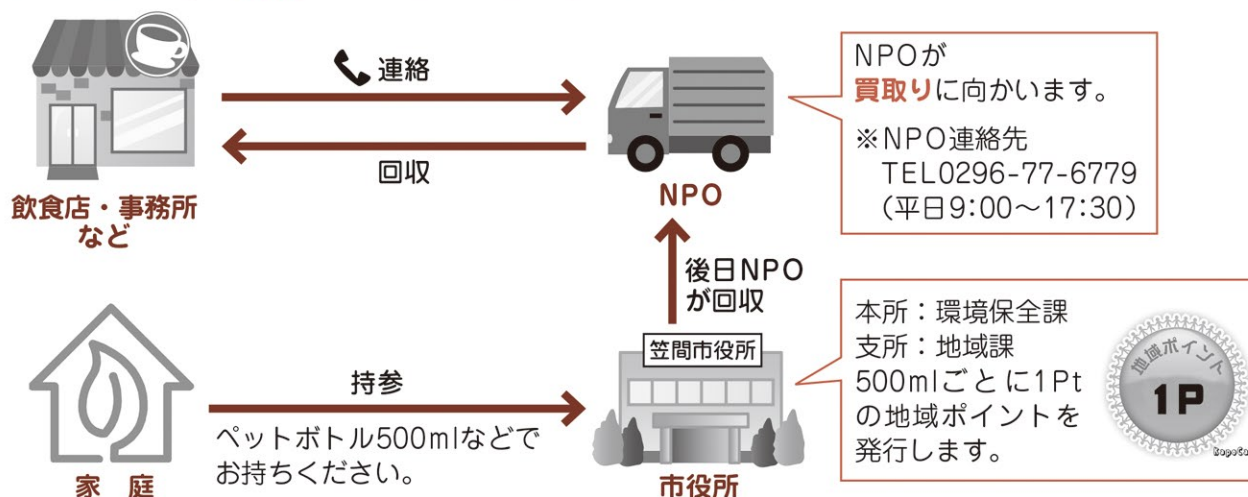 連絡
回収
飲食店・事務所
など
NPO
NPOが
買取りに向かいます。
※NPO連絡先
TEL0296-77-6779
(平日9:00〜17:30)
後日NPO
が回収
笠間市役所
持参
ペットボトル500mlなどで
お持ちください。
家 庭
市役所
本所：環境保全課
支所：地域課
500mlごとに1Pt
の地域ポイントを
発行します。
地域ポイント
1P